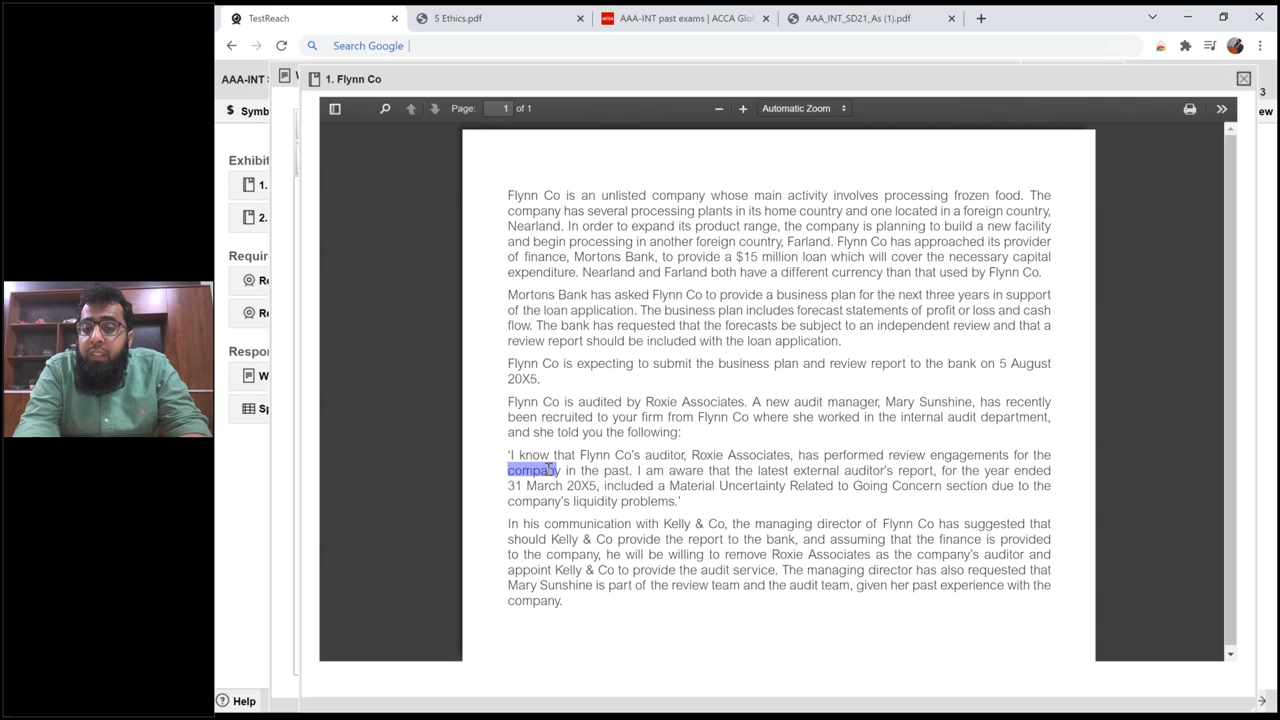 TestReach
5 Ethics.pdf
AAA-INT past exams | ACCA Glo
AAA_INT_SD21_As (1).pdf
Search Google
AAA-INT
1. Flynn Co
3
$ Symb
Page: 1 of 1
Automatic Zoom
ew
Exhibit
1.
2.
Requir
Re
Re
Respo
W
Sp
Flynn Co is an unlisted company whose main activity involves processing frozen food. The
company has several processing plants in its home country and one located in a foreign country,
Nearland. In order to expand its product range, the company is planning to build a new facility
and begin processing in another foreign country, Farland. Flynn Co has approached its provider
of finance, Mortons Bank, to provide a $15 million loan which will cover the necessary capital
expenditure. Nearland and Farland both have a different currency than that used by Flynn Co.
Mortons Bank has asked Flynn Co to provide a business plan for the next three years in support
of the loan application. The business plan includes forecast statements of profit or loss and cash
flow. The bank has requested that the forecasts be subject to an independent review and that a
review report should be included with the loan application.
Flynn Co is expecting to submit the business plan and review report to the bank on 5 August
20X5.
Flynn Co is audited by Roxie Associates. A new audit manager, Mary Sunshine, has recently
been recruited to your firm from Flynn Co where she worked in the internal audit department,
and she told you the following:
‘I know that Flynn Co’s auditor, Roxie Associates, has performed review engagements for the
company in the past. I am aware that the latest external auditor’s report, for the year ended
31 March 20X5, included a Material Uncertainty Related to Going Concern section due to the
company’s liquidity problems.’
In his communication with Kelly & Co, the managing director of Flynn Co has suggested that
should Kelly & Co provide the report to the bank, and assuming that the finance is provided
to the company, he will be willing to remove Roxie Associates as the company’s auditor and
appoint Kelly & Co to provide the audit service. The managing director has also requested that
Mary Sunshine is part of the review team and the audit team, given her past experience with the
company.
Help